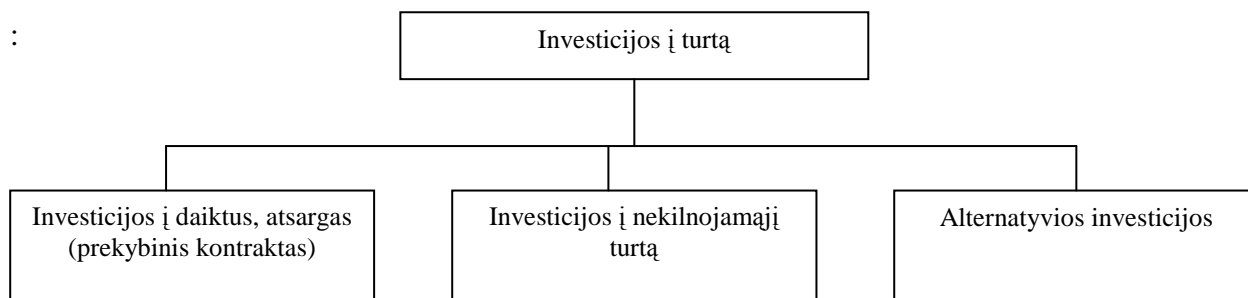 :
Investicijos į turtą
Investicijos į daiktus, atsargas
(prekybinis kontraktas)
Investicijos į nekilnojamąjį
turtą
Alternatyvios investicijos